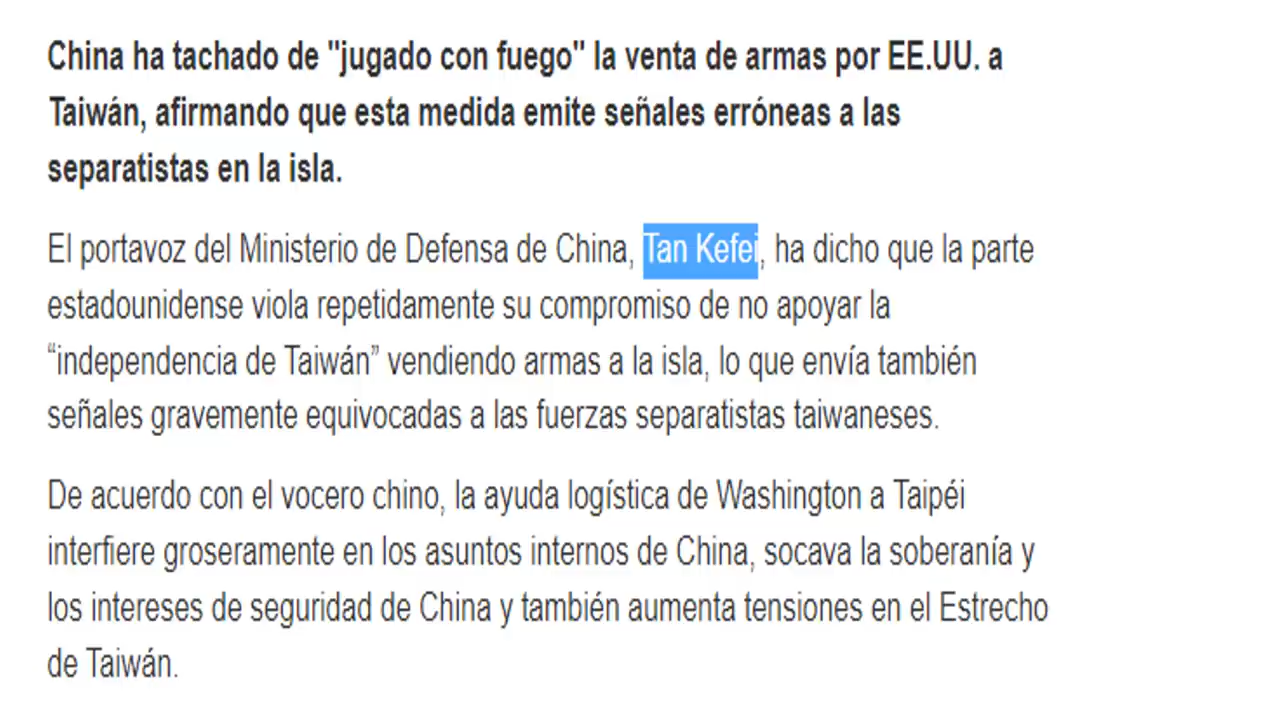 China ha tachado de "jugado con fuego" la venta de armas por EE.UU. a
Taiwán, afirmando que esta medida emite señales erróneas a las
separatistas en la isla.
El portavoz del Ministerio de Defensa de China, Tan Kefei, ha dicho que la parte
estadounidense viola repetidamente su compromiso de no apoyar la
“independencia de Taiwán” vendiendo armas a la isla, lo que envía también
señales gravemente equivocadas a las fuerzas separatistas taiwaneses.
De acuerdo con el vocero chino, la ayuda logística de Washington a Taipéi
interfiere groseramente en los asuntos internos de China, socava la soberanía y
los intereses de seguridad de China y también aumenta tensiones en el Estrecho
de Taiwán.